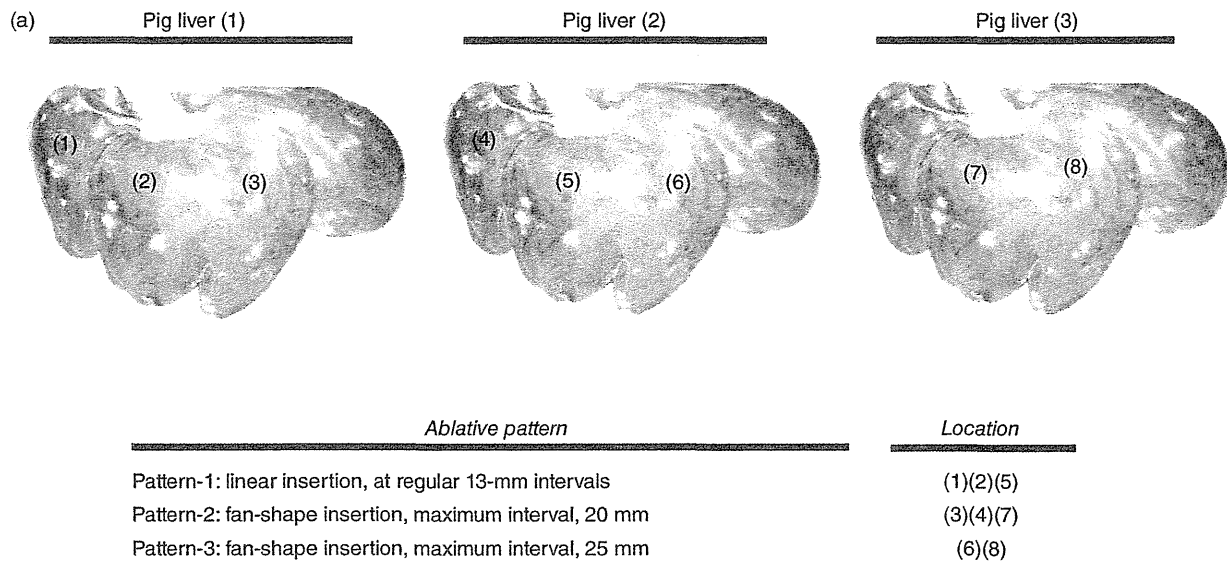 (a)
Pig liver (1)
Pig liver (2)
Pig liver (3)
(1)
(2)
(3)
(4)
(5)
(6)
(7)
(8)
Ablative pattern Location
Pattern-1: linear insertion, at regular 13-mm intervals (1)(2)(5)
Pattern-2: fan-shape insertion, maximum interval, 20 mm (3)(4)(7)
Pattern-3: fan-shape insertion, maximum interval, 25 mm (6)(8)